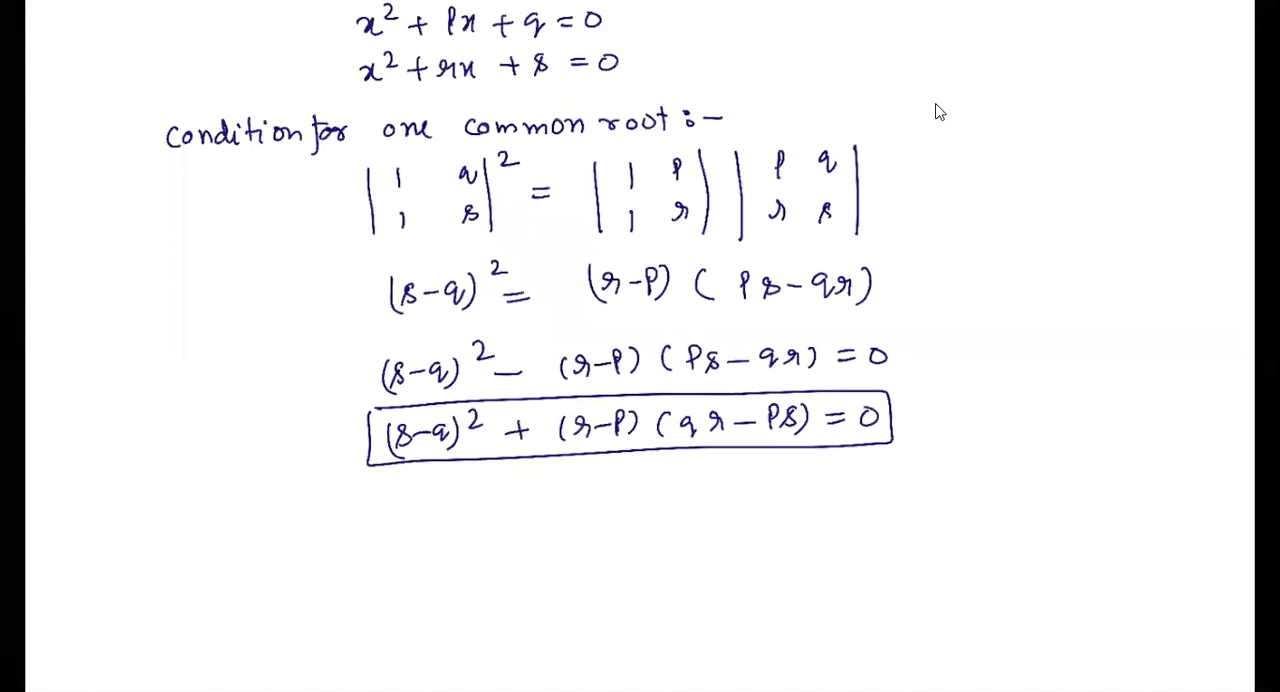 x² + px + q = 0
x² + rx + s = 0
Condition for one common root :-
| 1 q |² = | 1 p | | p q |
| 1 s | | 1 r | | r s |
(s-q)² = (r-p) ( ps - qr)
(s-q)² - (r-p) ( ps - qr) = 0
(s-q)² + (r-p) ( qr - ps) = 0